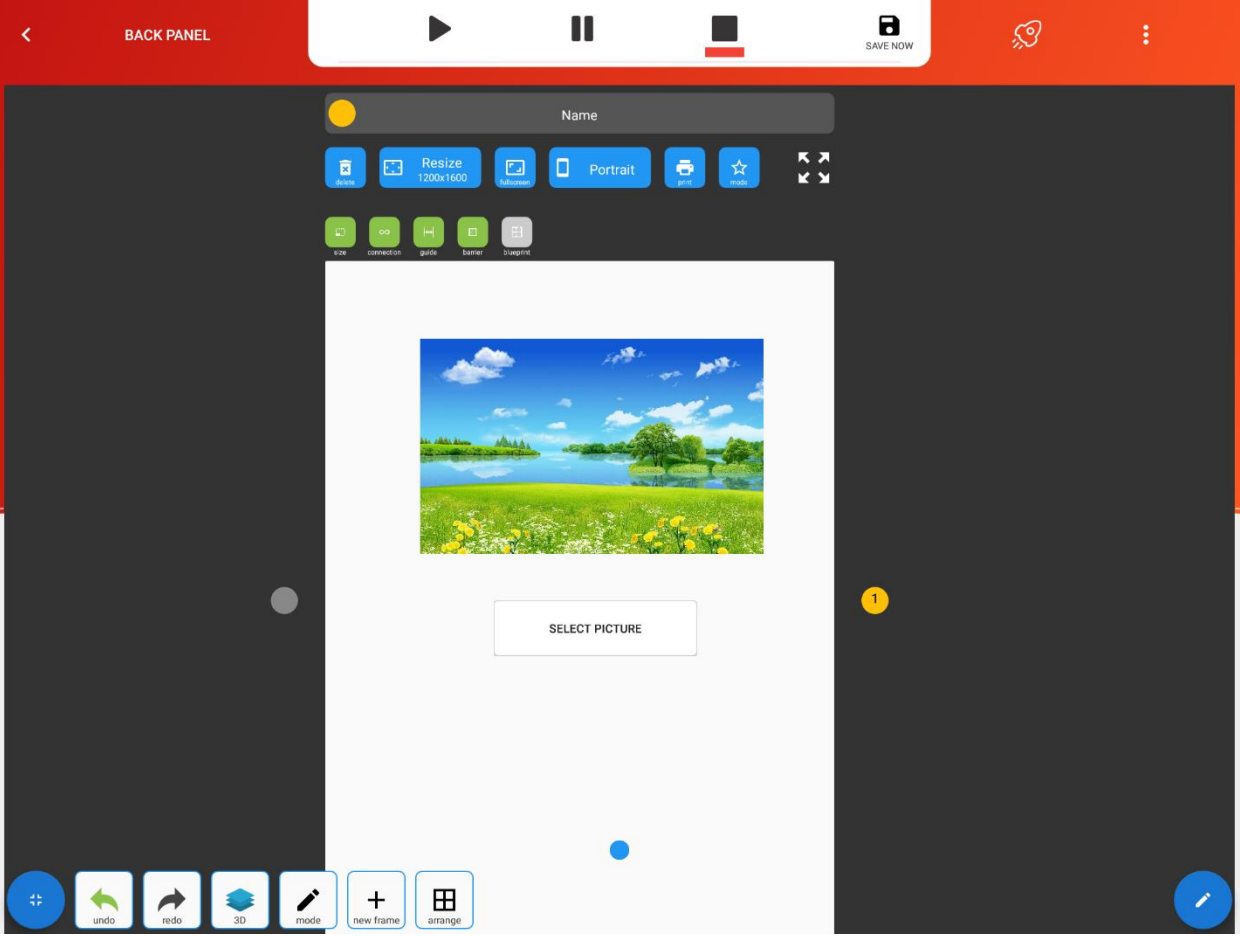 BACK PANEL
SAVE NOW
Name
delete
Resize
1200x1600
fullscreen
Portrait
print
mode
size
connection
guide
barrier
blueprint
1
SELECT PICTURE
undo
redo
3D
mode
new frame
arrange